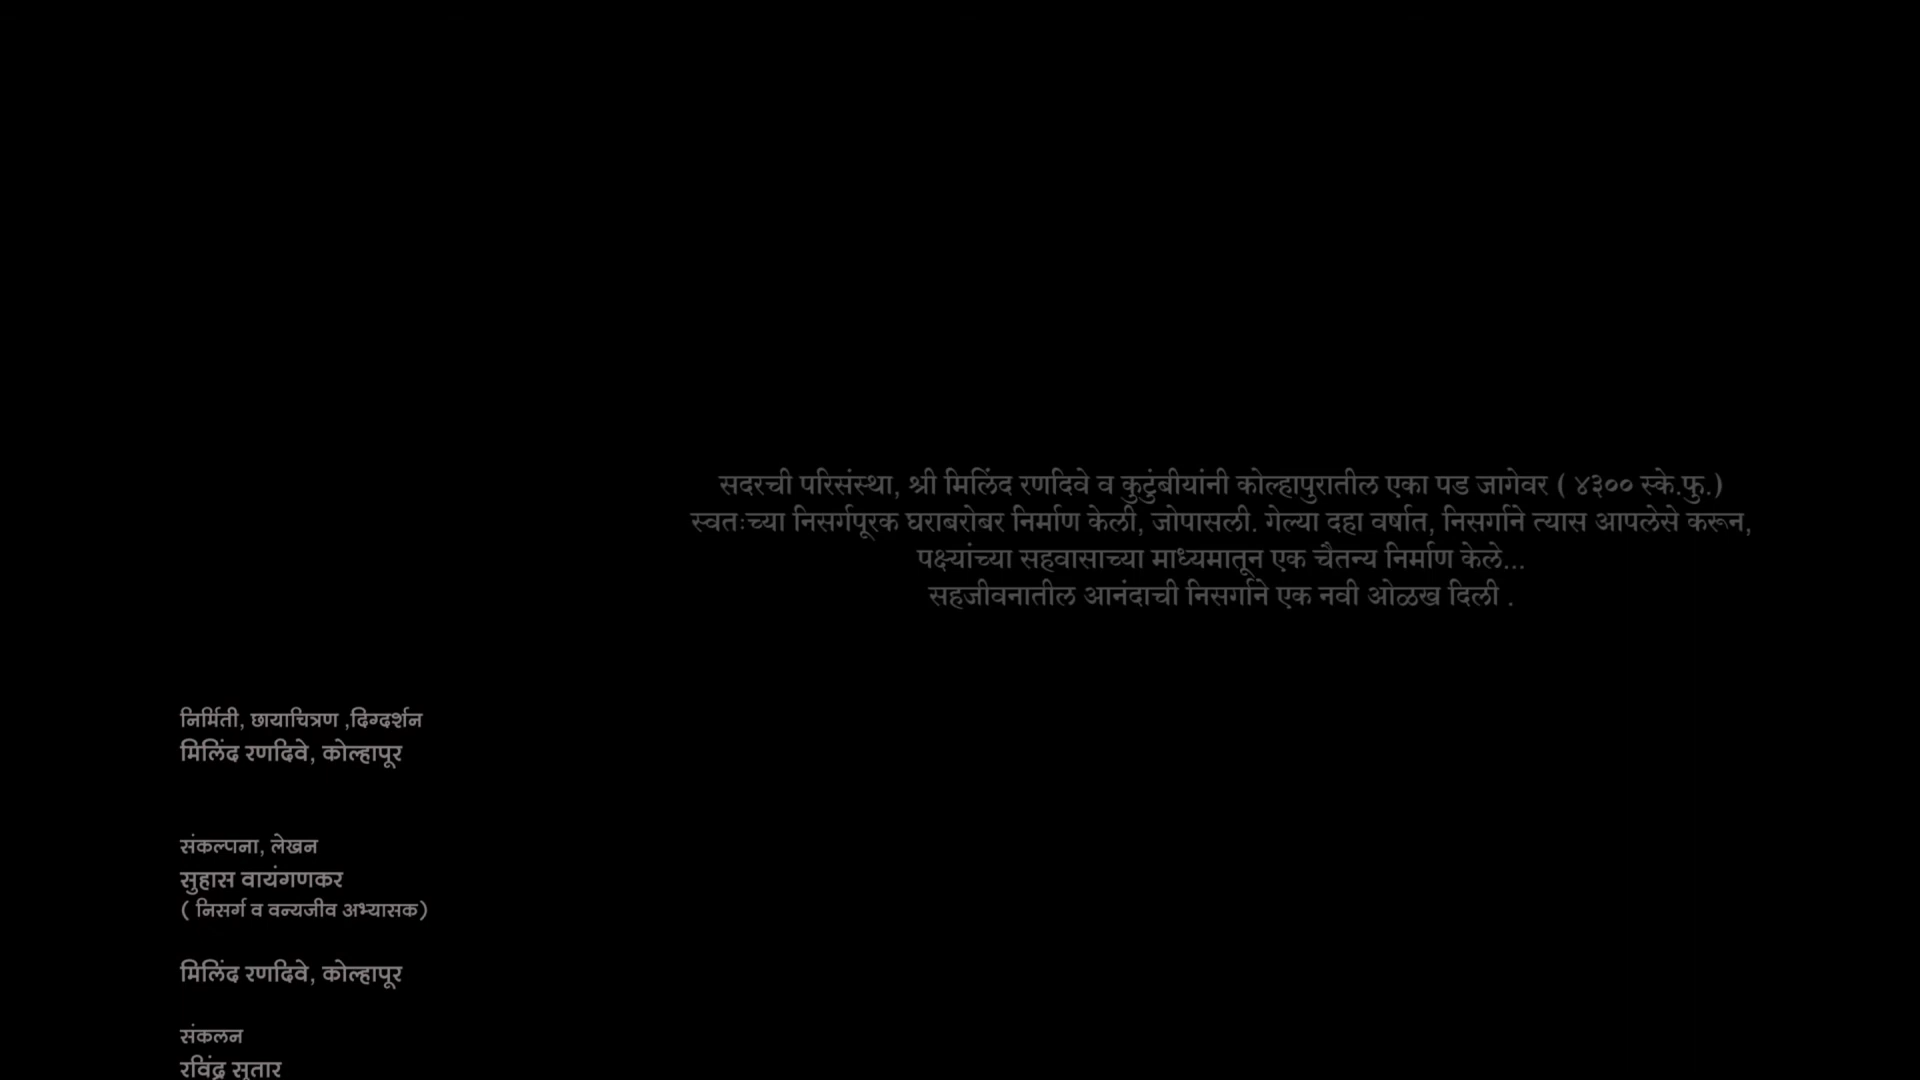 सदरची परिसंस्था, श्री मिलिंद रणदिवे व कुटुंबीयांनी कोल्हापुरातील एका पड जागेवर ( ४३०० स्के.फु.)
स्वतःच्या निसर्गपूरक घराबरोबर निर्माण केली, जोपासली. गेल्या दहा वर्षात, निसर्गाने त्यास आपलेसे करून,
पक्ष्यांच्या सहवासाच्या माध्यमातून एक चैतन्य निर्माण केले...
सहजीवनातील आनंदाची निसर्गाने एक नवी ओळख दिली .
निर्मिती, छायाचित्रण ,दिग्दर्शन
मिलिंद रणदिवे, कोल्हापूर
संकल्पना, लेखन
सुहास वायंगणकर
( निसर्ग व वन्यजीव अभ्यासक)
मिलिंद रणदिवे, कोल्हापूर
संकलन
रविंद्र सुतार